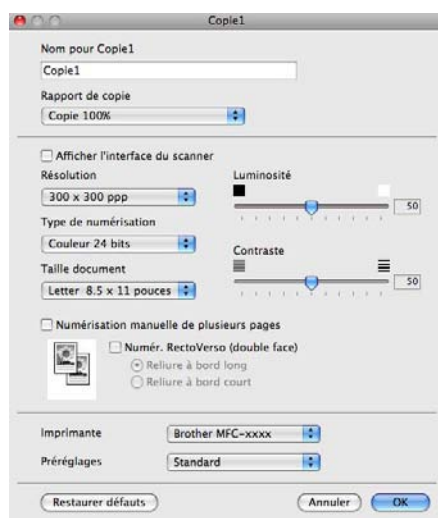 Copie1
Nom pour Copie1
Copie1
Rapport de copie
Copie 100%
Afficher l'interface du scanner
Résolution
300 x 300 ppp
Type de numérisation
Couleur 24 bits
Taille document
Letter 8.5 x 11 pouces
Luminosité
50
Contraste
50
Numérisation manuelle de plusieurs pages
Numér. RectoVerso (double face)
Reliure à bord long
Reliure à bord court
Imprimante
Brother MFC-xxxx
Préréglages
Standard
Restaurer défauts
Annuler
OK